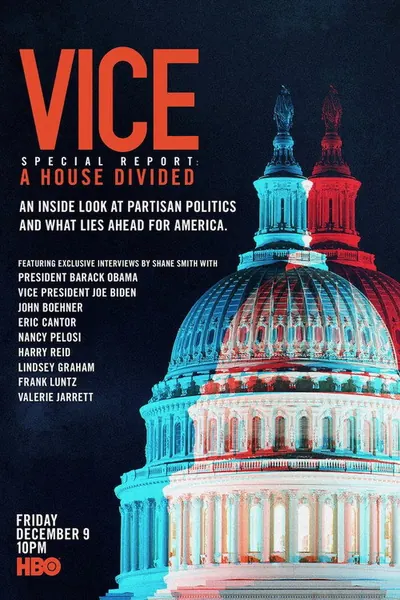 VICE
SPECIAL REPORT:
A HOUSE DIVIDED
AN INSIDE LOOK AT PARTISAN POLITICS
AND WHAT LIES AHEAD FOR AMERICA.
FEATURING EXCLUSIVE INTERVIEWS BY SHANE SMITH WITH
PRESIDENT BARACK OBAMA
VICE PRESIDENT JOE BIDEN
JOHN BOEHNER
ERIC CANTOR
NANCY PELOSI
HARRY REID
LINDSEY GRAHAM
FRANK LUNTZ
VALERIE JARRETT
FRIDAY
DECEMBER 9
10PM
HBO